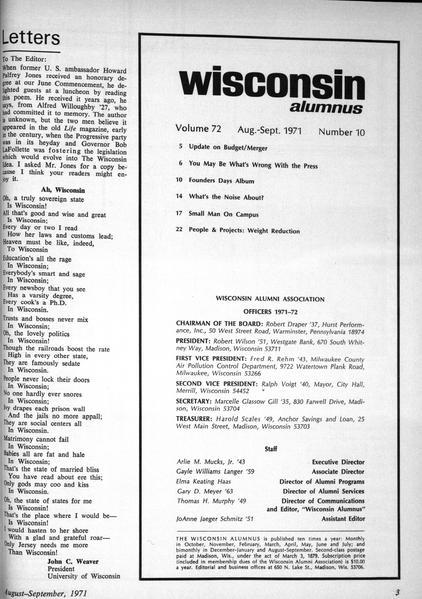 Letters
To The Editor:
When former U. S. ambassador Howard
Palfrey Jones received an honorary de-
gree at our June Commencement, he de-
lighted guests at a luncheon by reading
this poem. He received it years ago, he
says, from Alfred Willoughby '27, who
had committed it to memory. The author
is unknown, but the two men believe it
appeared in the old Life magazine, early
in the century, when the Progressive party
was in its heyday and Governor Bob
LaFollette was fostering the legislation
which would evolve into The Wisconsin
Idea. I asked Mr. Jones for a copy be-
cause I think your readers might en-
joy it.
Ah, Wisconsin
Oh, a truly sovereign state
Is Wisconsin!
All that's good and wise and great
Is Wisconsin;
Every day or two I read
How her laws and customs lead;
Heaven must be like, indeed,
To Wisconsin
Education's all the rage
In Wisconsin;
Everybody's smart and sage
In Wisconsin;
Every newsboy that you see
Has a varsity degree,
Every cook's a Ph.D.
In Wisconsin.
Trusts and bosses never mix
In Wisconsin;
Oh, the lovely politics
In Wisconsin!
Though the railroads boost the rate
High in every other state,
They are famously sedate
In Wisconsin.
People never lock their doors
In Wisconsin;
No one hardly ever snores
In Wisconsin;
Ivy drapes each prison wall
And the jails no more appall;
They are social centers all
In Wisconsin.
Matrimony cannot fail
In Wisconsin;
Babies all are fat and hale
In Wisconsin;
That's the state of married bliss
You have read about ere this;
Only gods may coo and kiss
In Wisconsin.
Oh, the state of states for me
Is Wisconsin!
That's the place where I would be—
Is Wisconsin!
I would hasten to her shore
With a glad and grateful roar—
Only Jersey needs me more
Than Wisconsin!
John C. Weaver
President
University of Wisconsin
August–September, 1971
wisconsin
alumnus
Volume 72 Aug.-Sept. 1971 Number 10
5 Update on Budget/Merger
6 You May Be What's Wrong With the Press
10 Founders Days Album
14 What's the Noise About?
17 Small Man On Campus
22 People & Projects: Weight Reduction
WISCONSIN ALUMNI ASSOCIATION
OFFICERS 1971–72
CHAIRMAN OF THE BOARD: Robert Draper '37, Hurst Perform-
ance, Inc., 50 West Street Road, Warminster, Pennsylvania 18974
PRESIDENT: Robert Wilson '51, Westgate Bank, 670 South Whit-
ney Way, Madison, Wisconsin 53711
FIRST VICE PRESIDENT: Fred R. Rehm '43, Milwaukee County
Air Pollution Control Department, 9722 Watertown Plank Road,
Milwaukee, Wisconsin 53266
SECOND VICE PRESIDENT: Ralph Voigt '40, Mayor, City Hall,
Merrill, Wisconsin 54452
SECRETARY: Marcelle Glassow Gill '35, 830 Farwell Drive, Madi-
son, Wisconsin 53704
TREASURER: Harold Scales '49, Anchor Savings and Loan, 25
West Main Street, Madison, Wisconsin 53703
Staff
Arlie M. Mucks, Jr. '43 Executive Director
Gayle Williams Langer '59 Associate Director
Elma Keating Haas Director of Alumni Programs
Gary D. Meyer '63 Director of Alumni Services
Thomas H. Murphy '49 Director of Communications
and Editor, "Wisconsin Alumnus"
JoAnne Jaeger Schmitz '51 Assistant Editor
THE WISCONSIN ALUMNUS is published ten times a year: Monthly
in October, November, February, March, April, May, June and July; and
bimonthly in December-January and August-September. Second-class postage
paid at Madison, Wis., under the act of March 3, 1879. Subscription price
(included in membership dues of the Wisconsin Alumni Association) is $10.00
a year. Editorial and business offices at 650 N. Lake St., Madison, Wis. 53706.
3